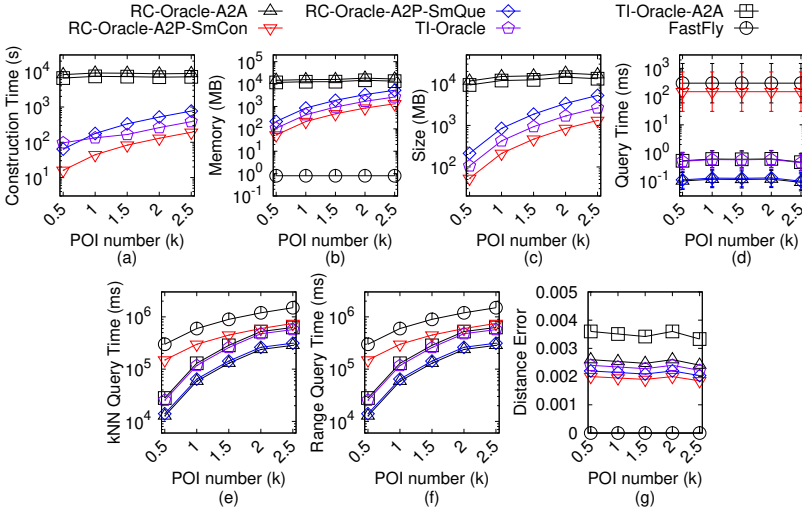 RC-Oracle-A2A RC-Oracle-A2P-SmQue TI-Oracle-A2A
RC-Oracle-A2P-SmCon TI-Oracle FastFly
Construction Time (s)
10^4
10^3
10^2
10^1
0.5 1 1.5 2 2.5
POI number (k)
(a)
Memory (MB)
10^5
10^4
10^3
10^2
10^1
10^0
10^-1
0.5 1 1.5 2 2.5
POI number (k)
(b)
Size (MB)
10^4
10^3
10^2
0.5 1 1.5 2 2.5
POI number (k)
(c)
Query Time (ms)
10^3
10^2
10^1
10^0
10^-1
0.5 1 1.5 2 2.5
POI number (k)
(d)
kNN Query Time (ms)
10^6
10^5
10^4
0.5 1 1.5 2 2.5
POI number (k)
(e)
Range Query Time (ms)
10^6
10^5
10^4
0.5 1 1.5 2 2.5
POI number (k)
(f)
Distance Error
0.005
0.004
0.003
0.002
0.001
0
0.5 1 1.5 2 2.5
POI number (k)
(g)